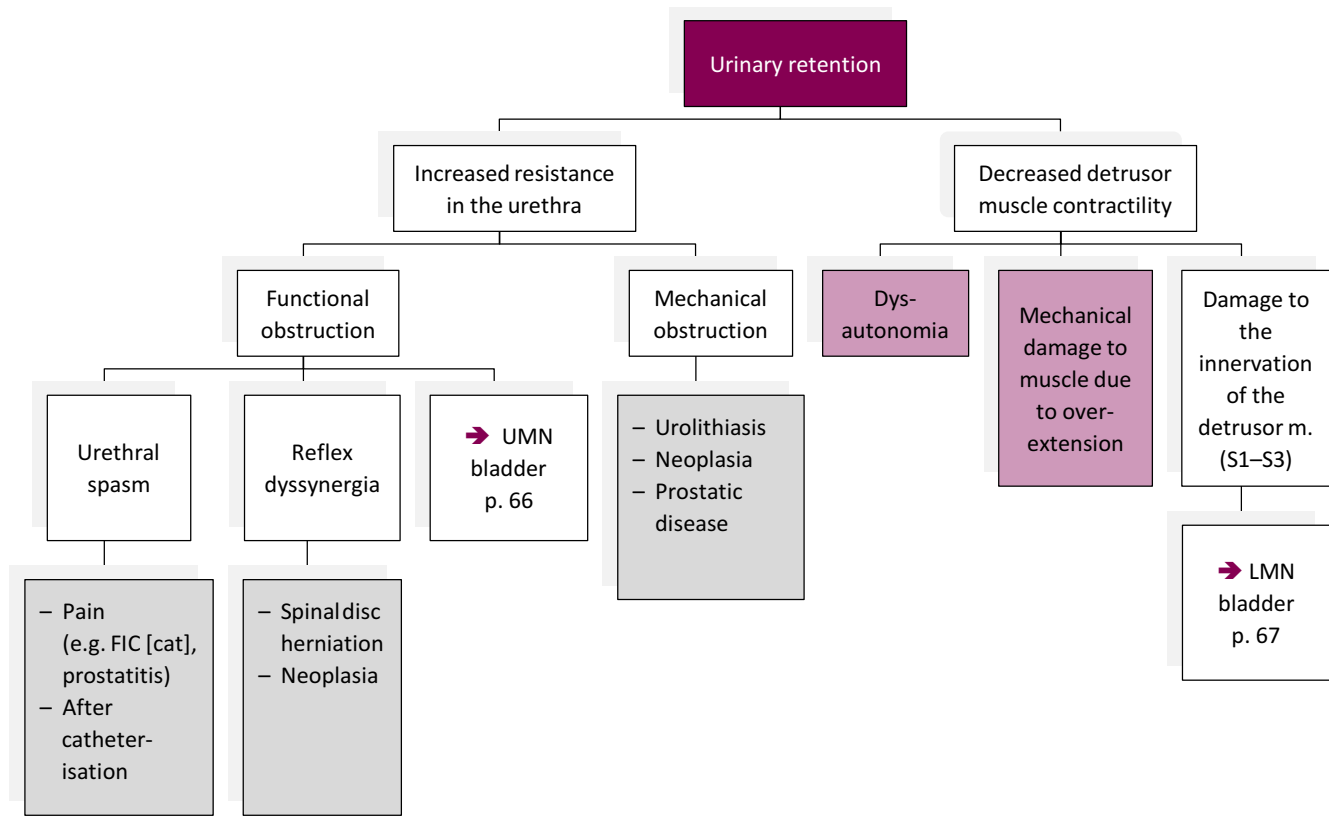 Urinary retention
Increased resistance
in the urethra
Decreased detrusor
muscle contractility
Functional
obstruction
Mechanical
obstruction
Dys-
autonomia
Mechanical
damage to
muscle due
to over-
extension
Damage to
the
innervation
of the
detrusor m.
(S1–S3)
Urethral
spasm
Reflex
dyssynergia
➔ UMN
bladder
p. 66
– Urolithiasis
– Neoplasia
– Prostatic
disease
➔ LMN
bladder
p. 67
– Pain
(e.g. FIC [cat],
prostatitis)
– After
catheter-
isation
– Spinal disc
herniation
– Neoplasia